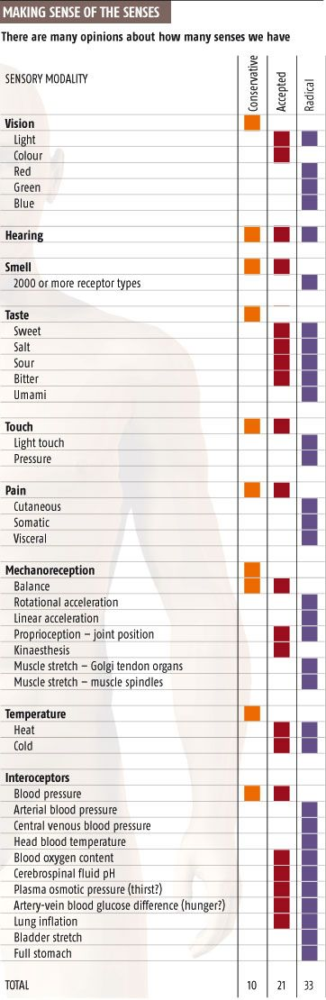 MAKING SENSE OF THE SENSES
There are many opinions about how many senses we have
SENSORY MODALITY
Conservative
Accepted
Radical
Vision
Light
Colour
Red
Green
Blue
Hearing
Smell
2000 or more receptor types
Taste
Sweet
Salt
Sour
Bitter
Umami
Touch
Light touch
Pressure
Pain
Cutaneous
Somatic
Visceral
Mechanoreception
Balance
Rotational acceleration
Linear acceleration
Proprioception – joint position
Kinaesthesis
Muscle stretch – Golgi tendon organs
Muscle stretch – muscle spindles
Temperature
Heat
Cold
Interoceptors
Blood pressure
Arterial blood pressure
Central venous blood pressure
Head blood temperature
Blood oxygen content
Cerebrospinal fluid pH
Plasma osmotic pressure (thirst?)
Artery-vein blood glucose difference (hunger?)
Lung inflation
Bladder stretch
Full stomach
TOTAL 10 21 33